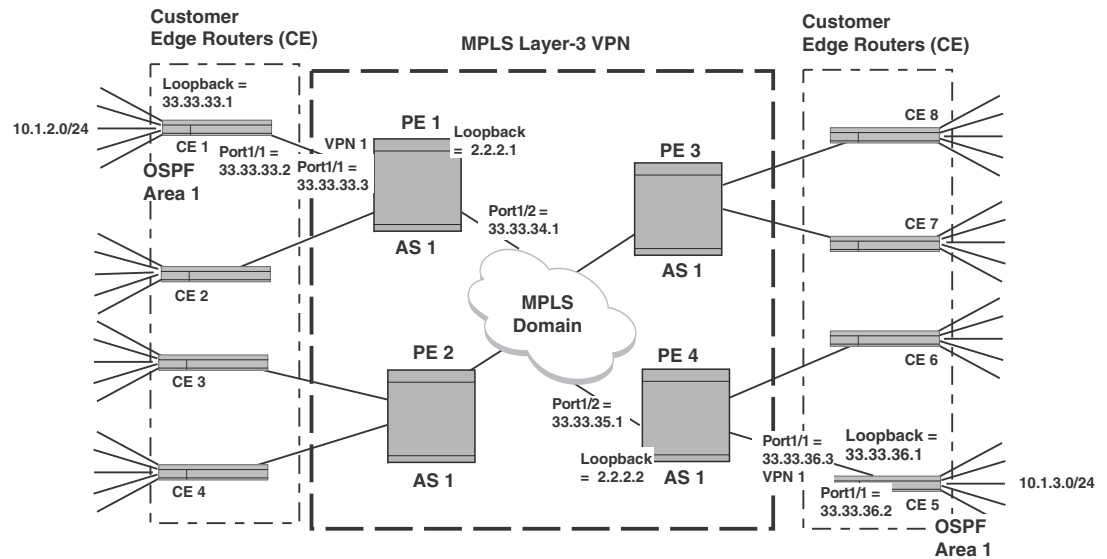 Customer
Edge Routers (CE)
MPLS Layer-3 VPN
Customer
Edge Routers (CE)
Loopback =
33.33.33.1
10.1.2.0/24
CE 1
Port1/1 =
33.33.33.2
OSPF
Area 1
VPN 1
Port1/1 =
33.33.33.3
PE 1
Loopback
= 2.2.2.1
AS 1
Port1/2 =
33.33.34.1
PE 3
AS 1
CE 8
CE 7
CE 2
MPLS
Domain
CE 3
CE 4
PE 2
AS 1
PE 4
AS 1
Port1/2 =
33.33.35.1
Loopback
= 2.2.2.2
CE 6
Port1/1 =
33.33.36.3
VPN 1
Loopback =
33.33.36.1
Port1/1 =
33.33.36.2
CE 5
10.1.3.0/24
OSPF
Area 1